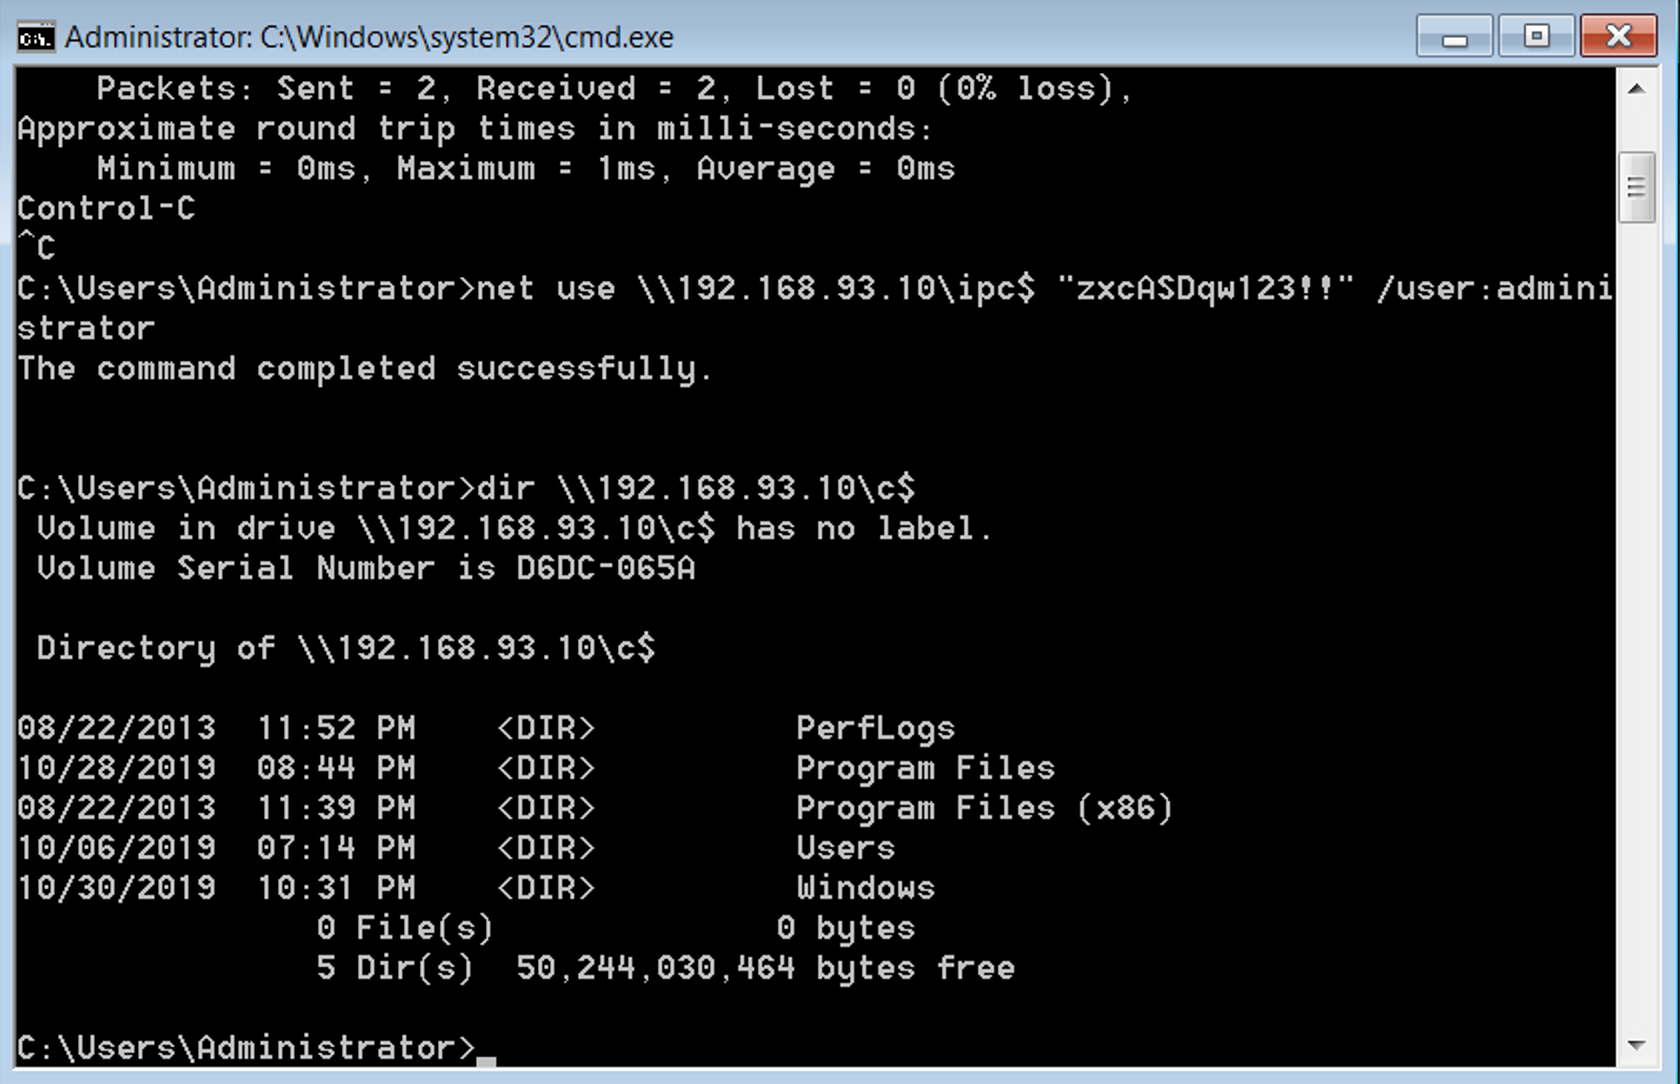 Administrator: C:\Windows\system32\cmd.exe
    Packets: Sent = 2, Received = 2, Lost = 0 (0% loss),
Approximate round trip times in milli-seconds:
    Minimum = 0ms, Maximum = 1ms, Average = 0ms
Control-C
^C
C:\Users\Administrator>net use \\192.168.93.10\ipc$ "zxcASDqw123!!" /user:admini
strator
The command completed successfully.

C:\Users\Administrator>dir \\192.168.93.10\c$
 Volume in drive \\192.168.93.10\c$ has no label.
 Volume Serial Number is D6DC-065A

 Directory of \\192.168.93.10\c$

08/22/2013  11:52 PM    <DIR>          PerfLogs
10/28/2019  08:44 PM    <DIR>          Program Files
08/22/2013  11:39 PM    <DIR>          Program Files (x86)
10/06/2019  07:14 PM    <DIR>          Users
10/30/2019  10:31 PM    <DIR>          Windows
               0 File(s)              0 bytes
               5 Dir(s)  50,244,030,464 bytes free

C:\Users\Administrator>_